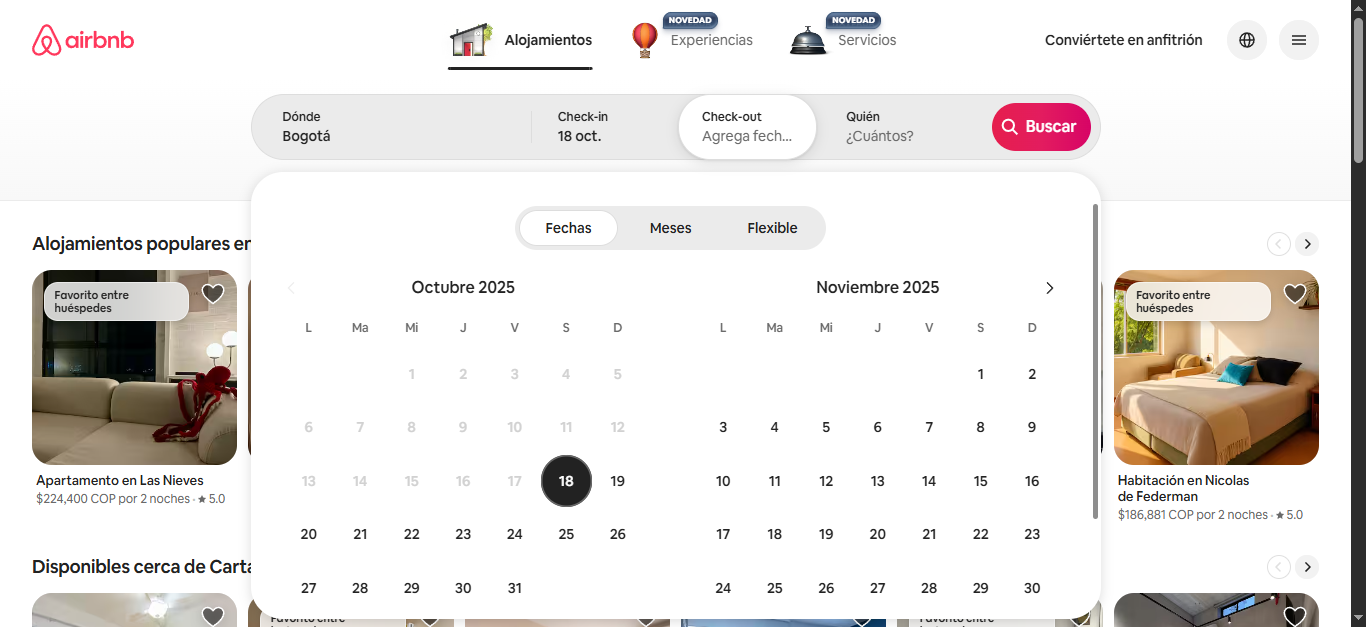 airbnb
Alojamientos
NOVEDAD
Experiencias
NOVEDAD
Servicios
Conviértete en anfitrión
Dónde
Bogotá
Check-in
18 oct.
Check-out
Agrega fech...
Quién
¿Cuántos?
Buscar
Fechas
Meses
Flexible
Alojamientos populares en
Octubre 2025
Noviembre 2025
L Ma Mi J V S D
L Ma Mi J V S D
1 2 3 4 5
1 2
6 7 8 9 10 11 12
3 4 5 6 7 8 9
13 14 15 16 17 18 19
10 11 12 13 14 15 16
20 21 22 23 24 25 26
17 18 19 20 21 22 23
27 28 29 30 31
24 25 26 27 28 29 30
Favorito entre
huéspedes
Apartamento en Las Nieves
$224,400 COP por 2 noches · ★ 5.0
Favorito entre
huéspedes
Habitación en Nicolas
de Federman
$186,881 COP por 2 noches · ★ 5.0
Disponibles cerca de Carta
Favorito entre
Favorito entre